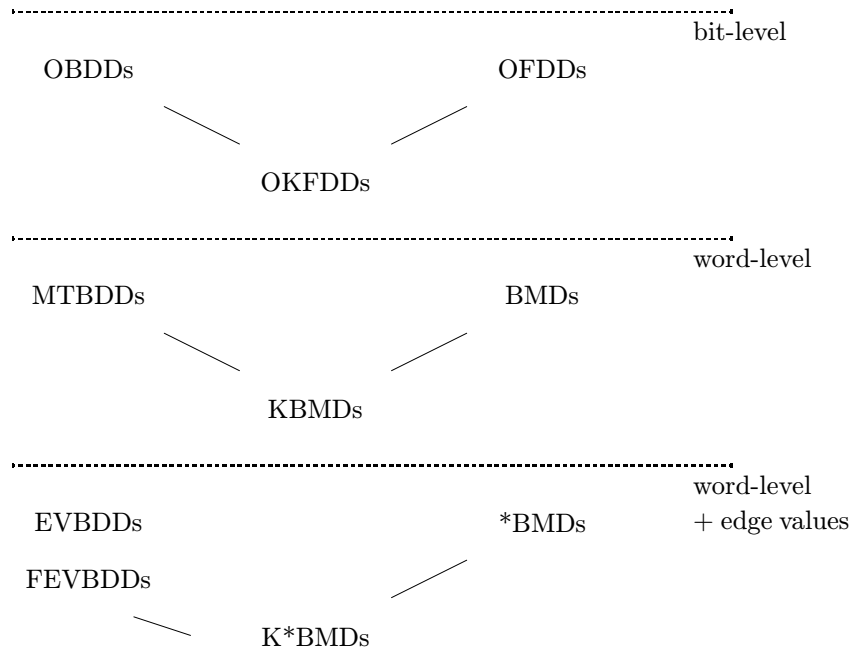 bit-level
OBDDs OFDDs
OKFDDs
word-level
MTBDDs BMDs
KBMDs
word-level
EVBDDs *BMDs + edge values
FEVBDDs
K*BMDs